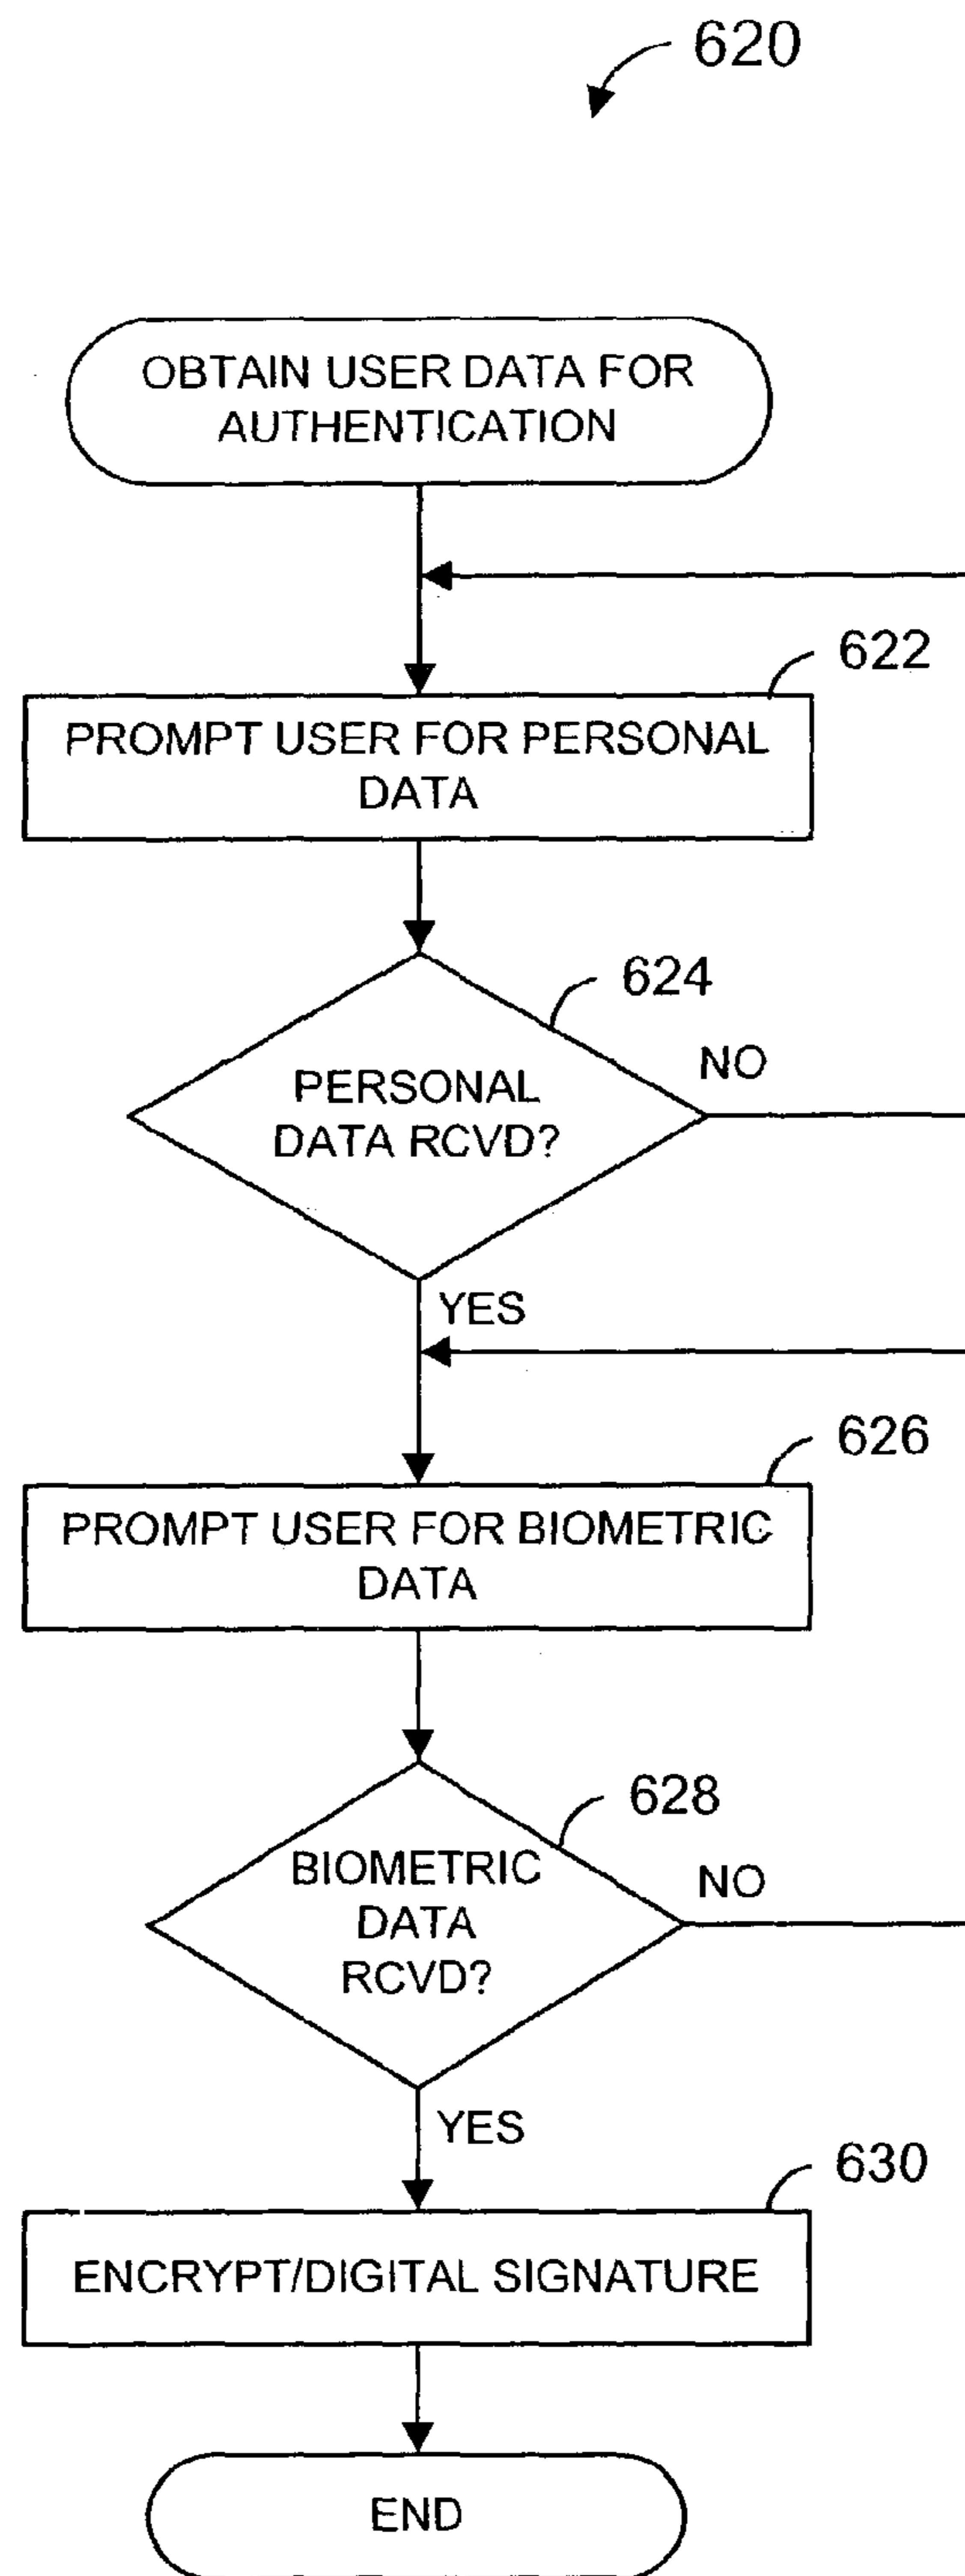 620
OBTAIN USER DATA FOR
AUTHENTICATION
622
PROMPT USER FOR PERSONAL
DATA
624
PERSONAL
DATA RCVD?
NO
YES
626
PROMPT USER FOR BIOMETRIC
DATA
628
BIOMETRIC
DATA
RCVD?
NO
YES
630
ENCRYPT/DIGITAL SIGNATURE
END